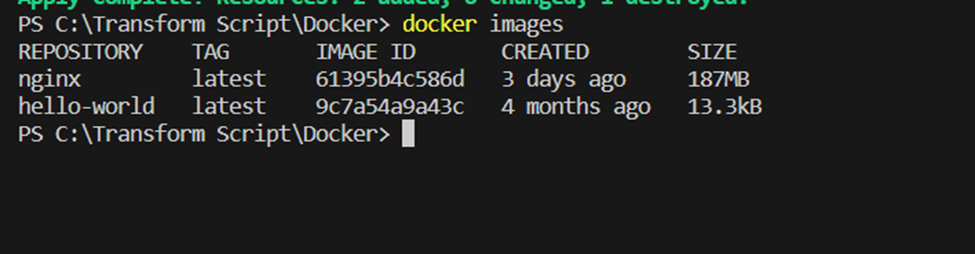 Apply complete! Resources: 2 added, 0 changed, 1 destroyed.
PS C:\Transform Script\Docker> docker images
REPOSITORY TAG IMAGE ID CREATED SIZE
nginx latest 61395b4c586d 3 days ago 187MB
hello-world latest 9c7a54a9a43c 4 months ago 13.3kB
PS C:\Transform Script\Docker>